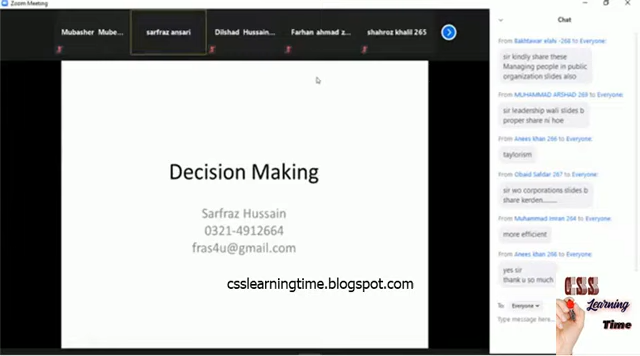 Zoom Meeting
Mubasher Mube...
sarfraz ansari
Dilshad Hussain...
Farhan ahmad z...
shahroz khalil 265
Decision Making
Sarfraz Hussain
0321-4912664
fras4u@gmail.com
csslearningtime.blogspot.com
Chat
From Bakhtawar elahi -268 to Everyone:
sir kindly share these
Managing people in public
organization slides also
From MUHAMMAD ARSHAD 269 to Everyone:
sir leadership wali slides b
proper share ni hoe
From Anees khan 266 to Everyone:
taylorism
From Obaid Safdar 267 to Everyone:
sir wo corporations slides b
share kerden.........
From Muhammad Imran 264 to Everyone:
more efficient
From Anees khan 266 to Everyone:
yes sir
thank u so much
To: Everyone
Type message here...
CSS
Learning
Time